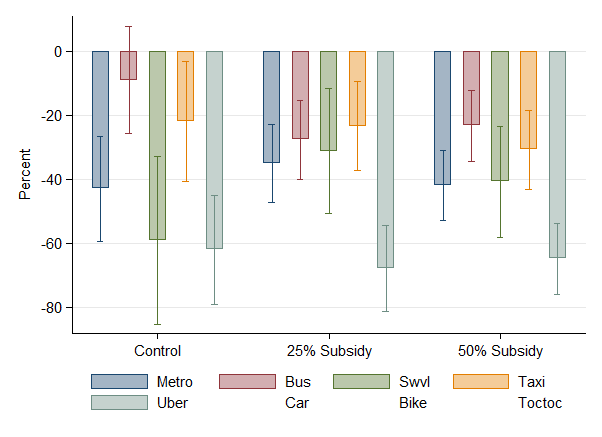 Percent
0
-20
-40
-60
-80
Control 25% Subsidy 50% Subsidy
Metro Bus Swvl Taxi
Uber Car Bike Toctoc